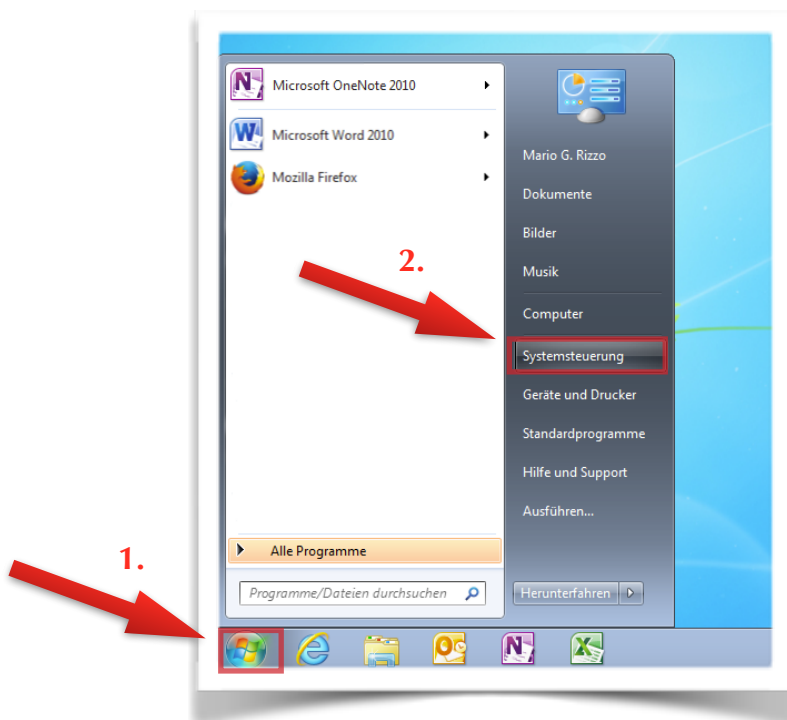 Microsoft OneNote 2010
Microsoft Word 2010
Mozilla Firefox
Mario G. Rizzo
Dokumente
Bilder
2.
Musik
Computer
Systemsteuerung
Geräte und Drucker
Standardprogramme
Hilfe und Support
Ausführen...
1.
Alle Programme
Programme/Dateien durchsuchen
Herunterfahren